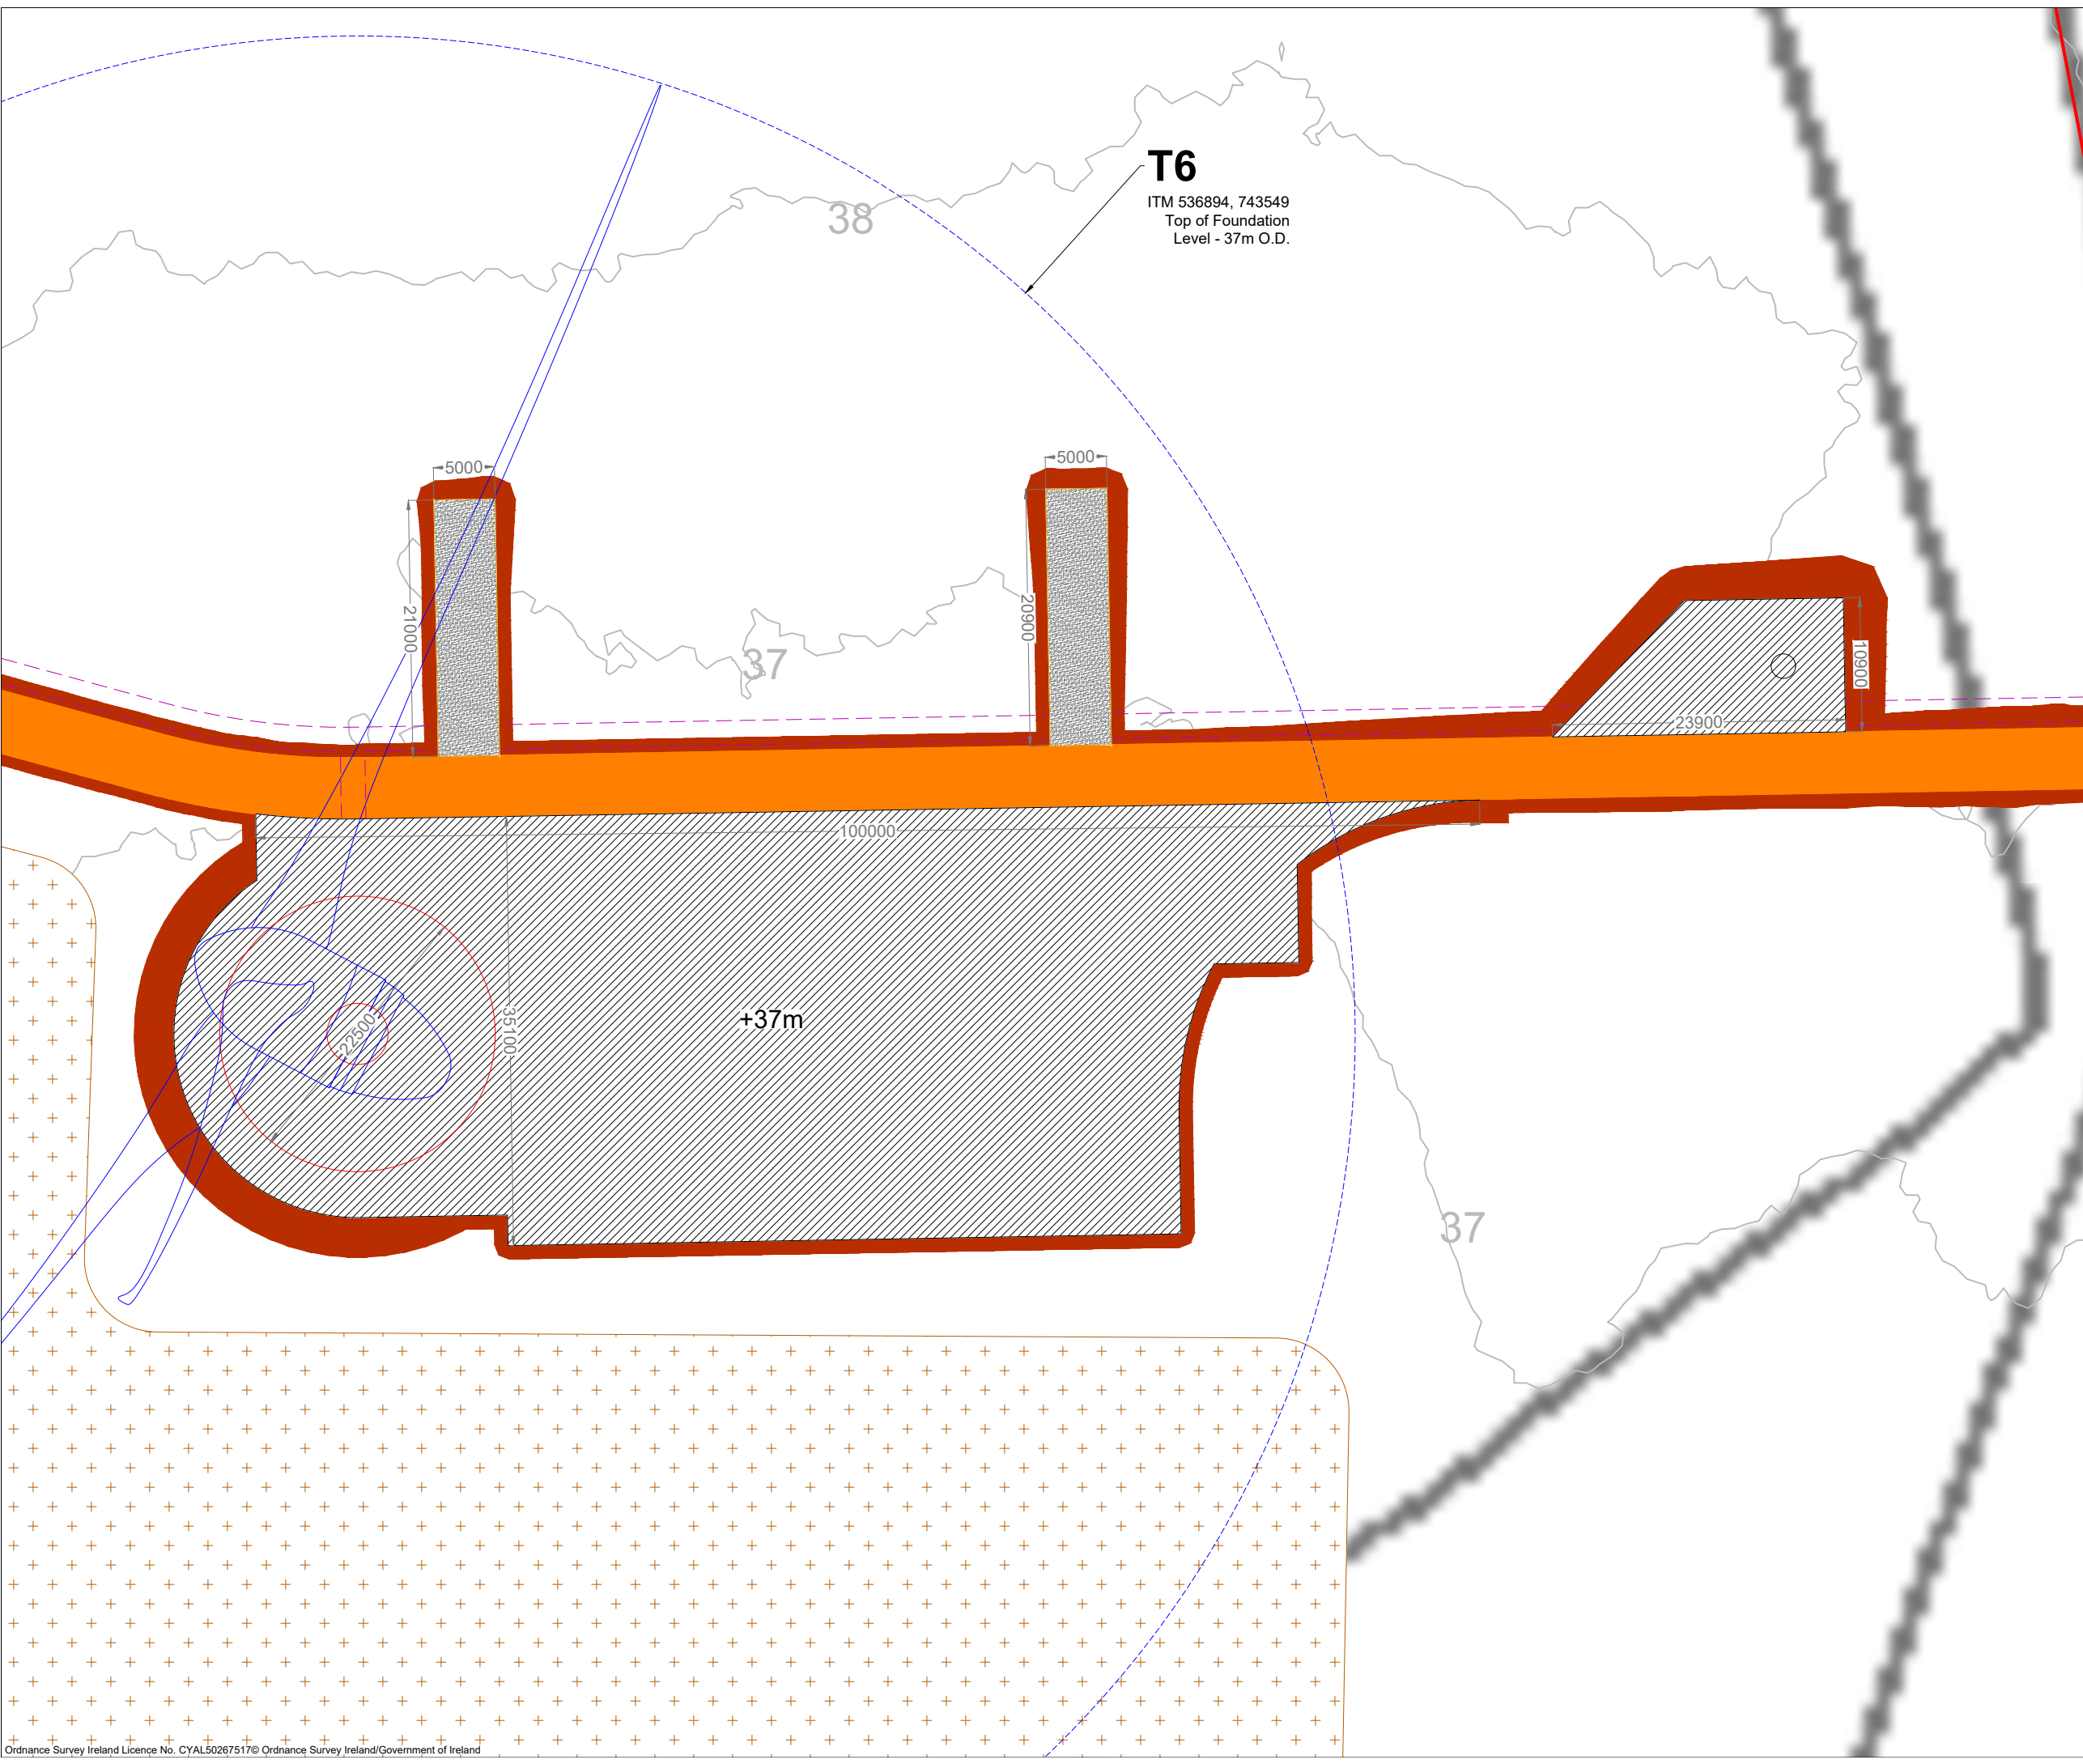 T6
ITM 536894, 743549
Top of Foundation
Level - 37m O.D.
38
5000
5000
21000
20900
37
10900
23900
100000
35100
22500
+37m
37
Ordnance Survey Ireland Licence No. CYAL50267517© Ordnance Survey Ireland/Government of Ireland